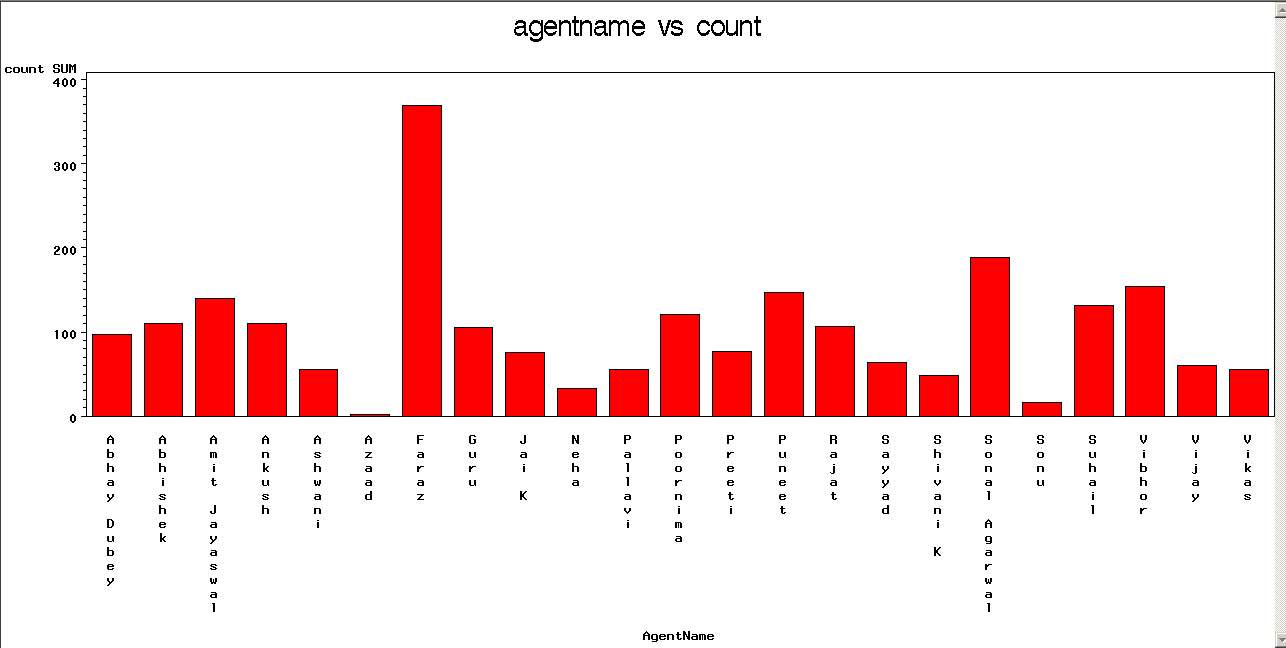 agentname vs count
count SUM
400
300
200
100
0
Abhay Dubey
Abhishek
Amit Jayaswal
Ankush
Ashwani
Azaad
Faraz
Guru
Jai K
Neha
Pallavi
Poornima
Preeti
Puneet
Rajat
Sayyad
Shivani K
Sonal Agarwal
Sonu
Suhail
Vibhor
Vijay
Vikas
AgentName